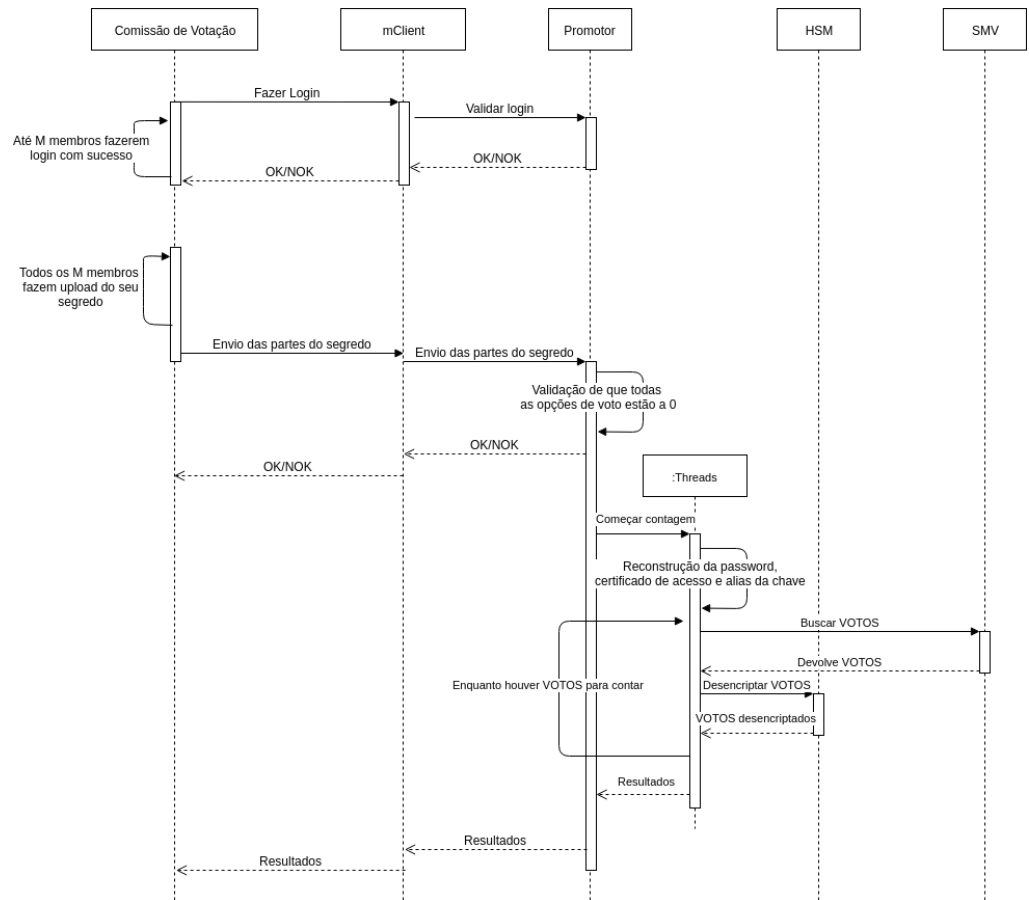 Comissão de Votação
mClient
Promotor
HSM
SMV
Fazer Login
Validar login
Até M membros fazerem
login com sucesso
OK/NOK
OK/NOK
Todos os M membros
fazem upload do seu
segredo
Envio das partes do segredo
Envio das partes do segredo
Validação de que todas
as opções de voto estão a 0
OK/NOK
OK/NOK
:Threads
Começar contagem
Reconstrução da password,
certificado de acesso e alias da chave
Buscar VOTOS
Devolve VOTOS
Enquanto houver VOTOS para contar
Desencriptar VOTOS
VOTOS desencriptados
Resultados
Resultados
Resultados